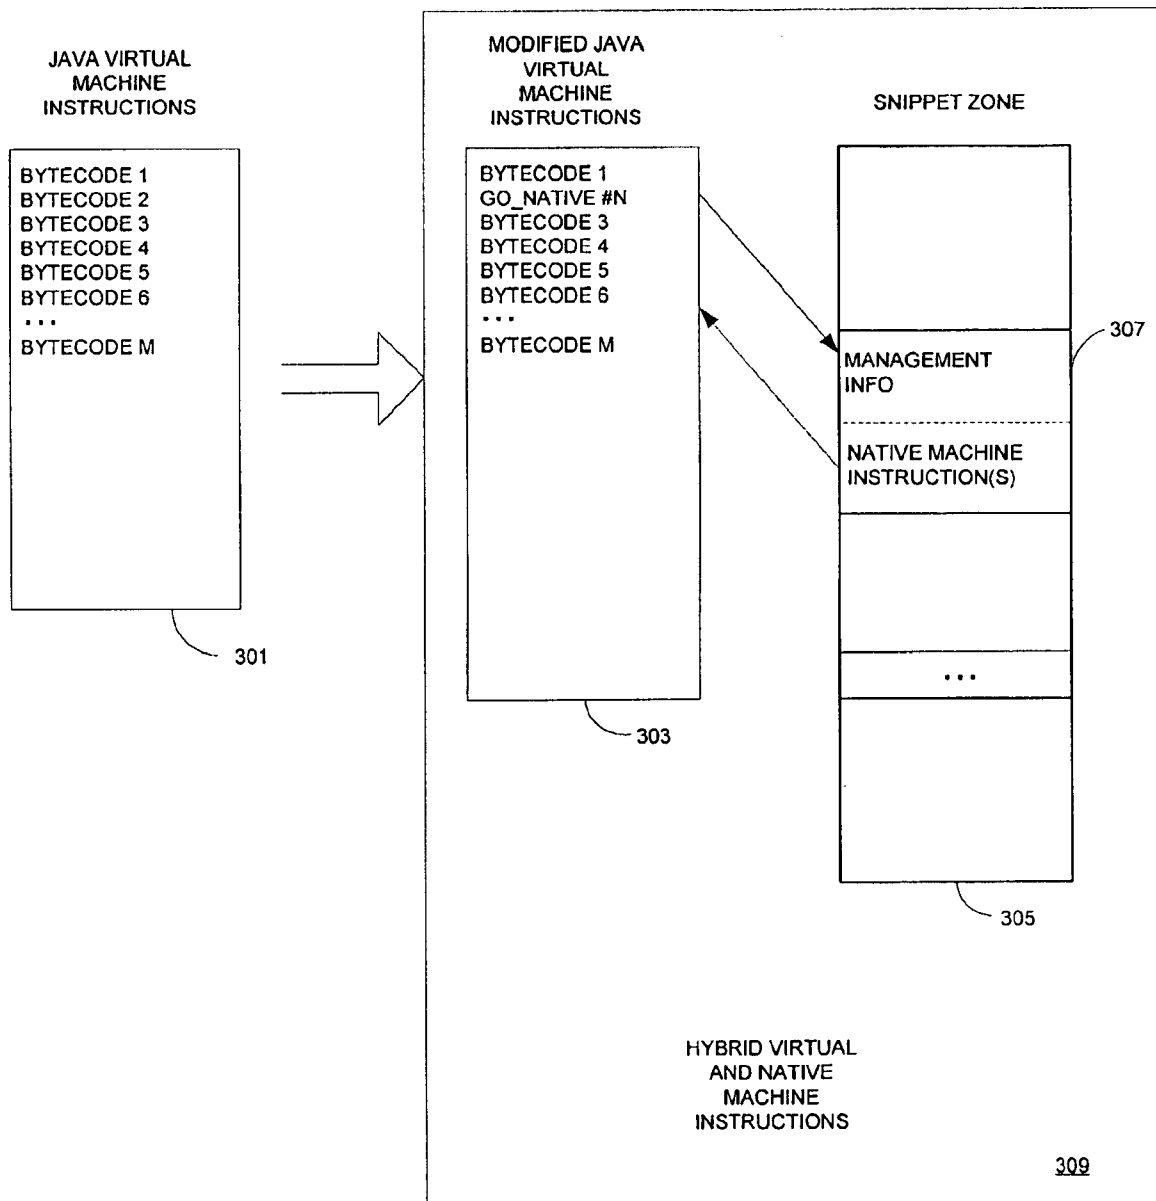 JAVA VIRTUAL
MACHINE
INSTRUCTIONS
BYTECODE 1
BYTECODE 2
BYTECODE 3
BYTECODE 4
BYTECODE 5
BYTECODE 6
...
BYTECODE M
301
MODIFIED JAVA
VIRTUAL
MACHINE
INSTRUCTIONS
BYTECODE 1
GO_NATIVE #N
BYTECODE 3
BYTECODE 4
BYTECODE 5
BYTECODE 6
...
BYTECODE M
303
SNIPPET ZONE
307
MANAGEMENT
INFO
NATIVE MACHINE
INSTRUCTION(S)
...
305
HYBRID VIRTUAL
AND NATIVE
MACHINE
INSTRUCTIONS
309